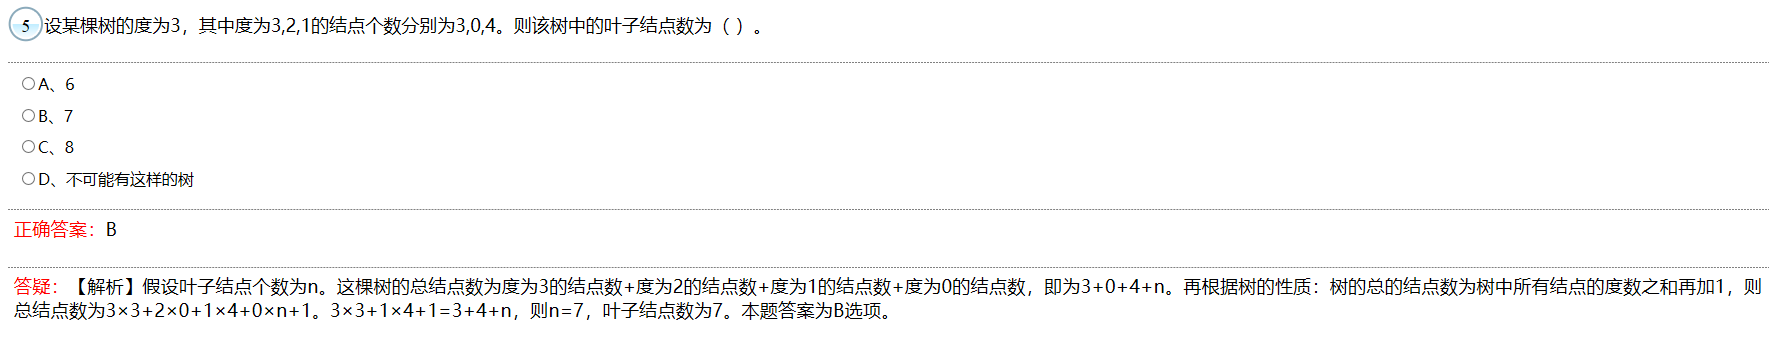 5 设某棵树的度为3，其中度为3,2,1的结点个数分别为3,0,4。则该树中的叶子结点数为（ ）。
A、6
B、7
C、8
D、不可能有这样的树
正确答案：B
答疑：【解析】假设叶子结点个数为n。这棵树的总结点数为度为3的结点数+度为2的结点数+度为1的结点数+度为0的结点数，即为3+0+4+n。再根据树的性质：树的总的结点数为树中所有结点的度数之和再加1，则
总结点数为3×3+2×0+1×4+0×n+1。3×3+1×4+1=3+4+n，则n=7，叶子结点数为7。本题答案为B选项。